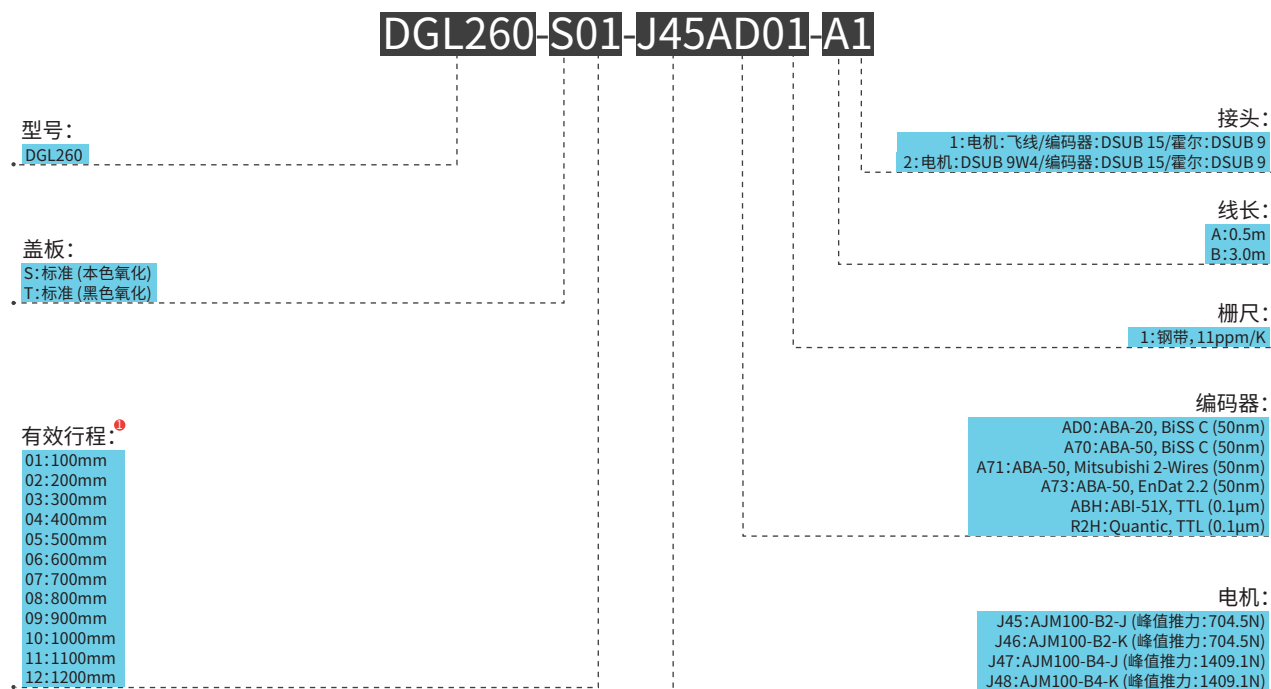 DGL260-S01-J45AD01-A1
型号：
DGL260
盖板：
S：标准 (本色氧化)
T：标准 (黑色氧化)
有效行程：1
01：100mm
02：200mm
03：300mm
04：400mm
05：500mm
06：600mm
07：700mm
08：800mm
09：900mm
10：1000mm
11：1100mm
12：1200mm
接头：
1：电机：飞线/编码器：DSUB 15/霍尔：DSUB 9
2：电机：DSUB 9W4/编码器：DSUB 15/霍尔：DSUB 9
线长：
A：0.5m
B：3.0m
栅尺：
1：钢带，11ppm/K
编码器：
AD0：ABA-20, BiSS C (50nm)
A70：ABA-50, BiSS C (50nm)
A71：ABA-50, Mitsubishi 2-Wires (50nm)
A73：ABA-50, EnDat 2.2 (50nm)
ABH：ABI-51X, TTL (0.1μm)
R2H：Quantic, TTL (0.1μm)
电机：
J45：AJM100-B2-J (峰值推力：704.5N)
J46：AJM100-B2-K (峰值推力：704.5N)
J47：AJM100-B4-J (峰值推力：1409.1N)
J48：AJM100-B4-K (峰值推力：1409.1N)